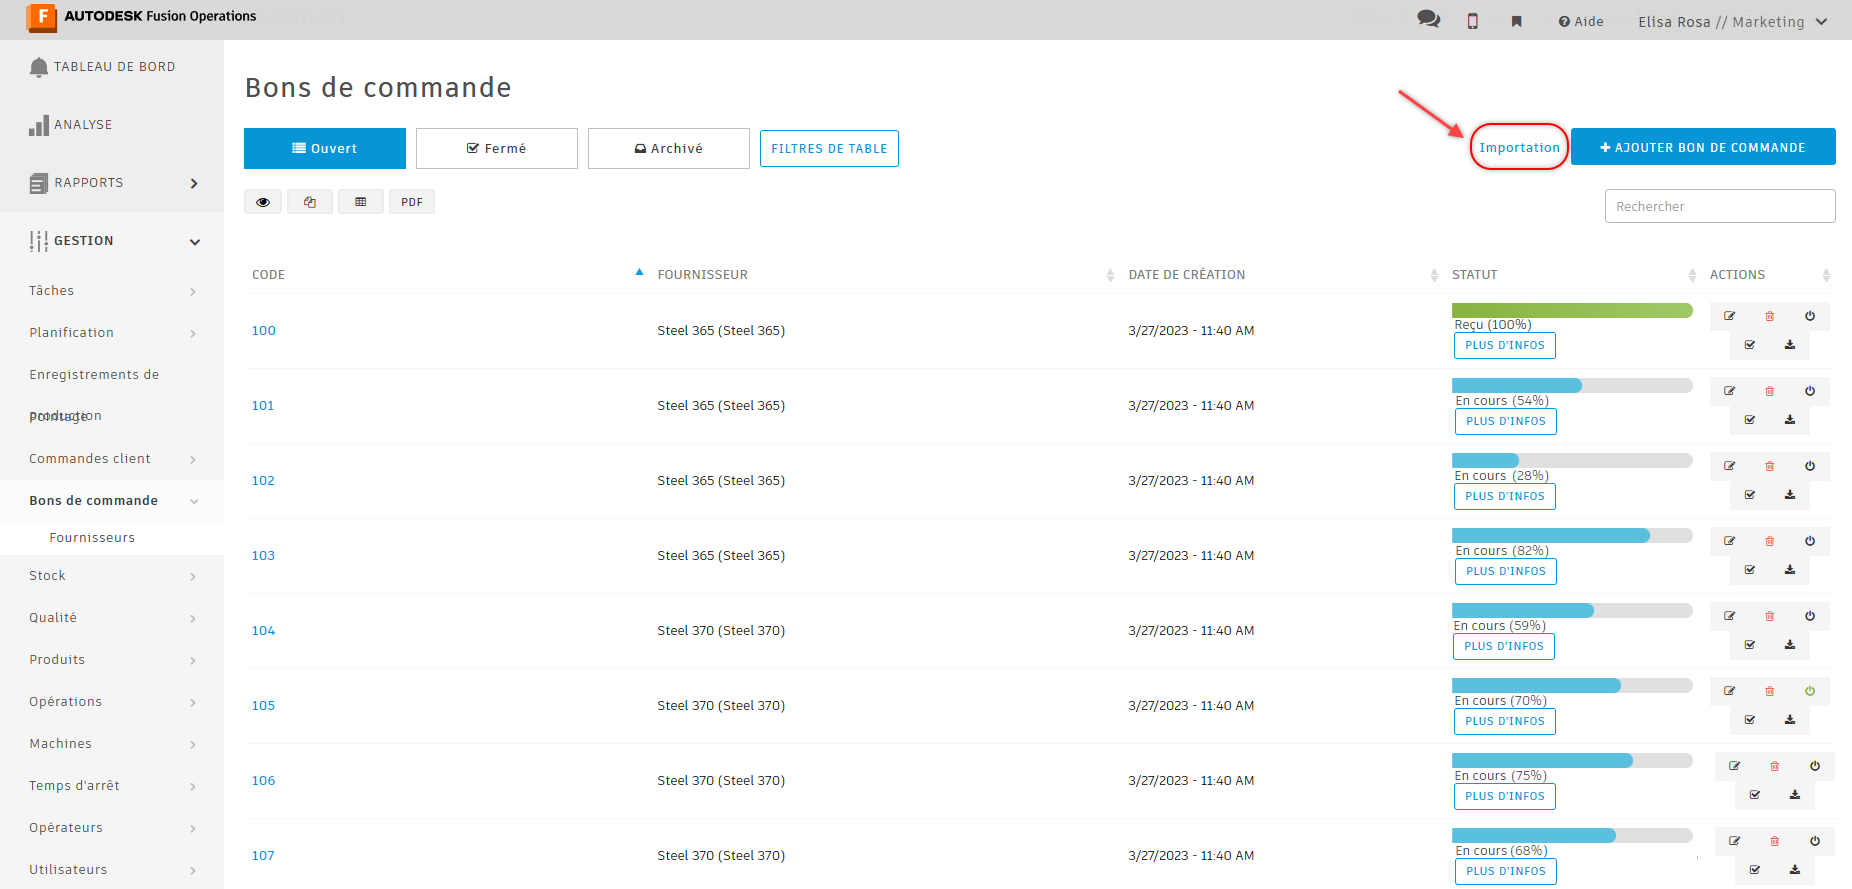 AUTODESK Fusion Operations
Aide
Elisa Rosa // Marketing
TABLEAU DE BORD
ANALYSE
RAPPORTS
GESTION
Tâches
Planification
Enregistrements de
production
Pointage
Commandes client
Bons de commande
Fournisseurs
Stock
Qualité
Produits
Opérations
Machines
Temps d'arrêt
Opérateurs
Utilisateurs
Bons de commande
Ouvert
Fermé
Archivé
FILTRES DE TABLE
Importation
+ AJOUTER BON DE COMMANDE
PDF
Rechercher
CODE FOURNISSEUR DATE DE CRÉATION STATUT ACTIONS
100 Steel 365 (Steel 365) 3/27/2023 - 11:40 AM Reçu (100%)
PLUS D'INFOS
101 Steel 365 (Steel 365) 3/27/2023 - 11:40 AM En cours (54%)
PLUS D'INFOS
102 Steel 365 (Steel 365) 3/27/2023 - 11:40 AM En cours (28%)
PLUS D'INFOS
103 Steel 365 (Steel 365) 3/27/2023 - 11:40 AM En cours (82%)
PLUS D'INFOS
104 Steel 370 (Steel 370) 3/27/2023 - 11:40 AM En cours (59%)
PLUS D'INFOS
105 Steel 370 (Steel 370) 3/27/2023 - 11:40 AM En cours (70%)
PLUS D'INFOS
106 Steel 370 (Steel 370) 3/27/2023 - 11:40 AM En cours (75%)
PLUS D'INFOS
107 Steel 370 (Steel 370) 3/27/2023 - 11:40 AM En cours (68%)
PLUS D'INFOS